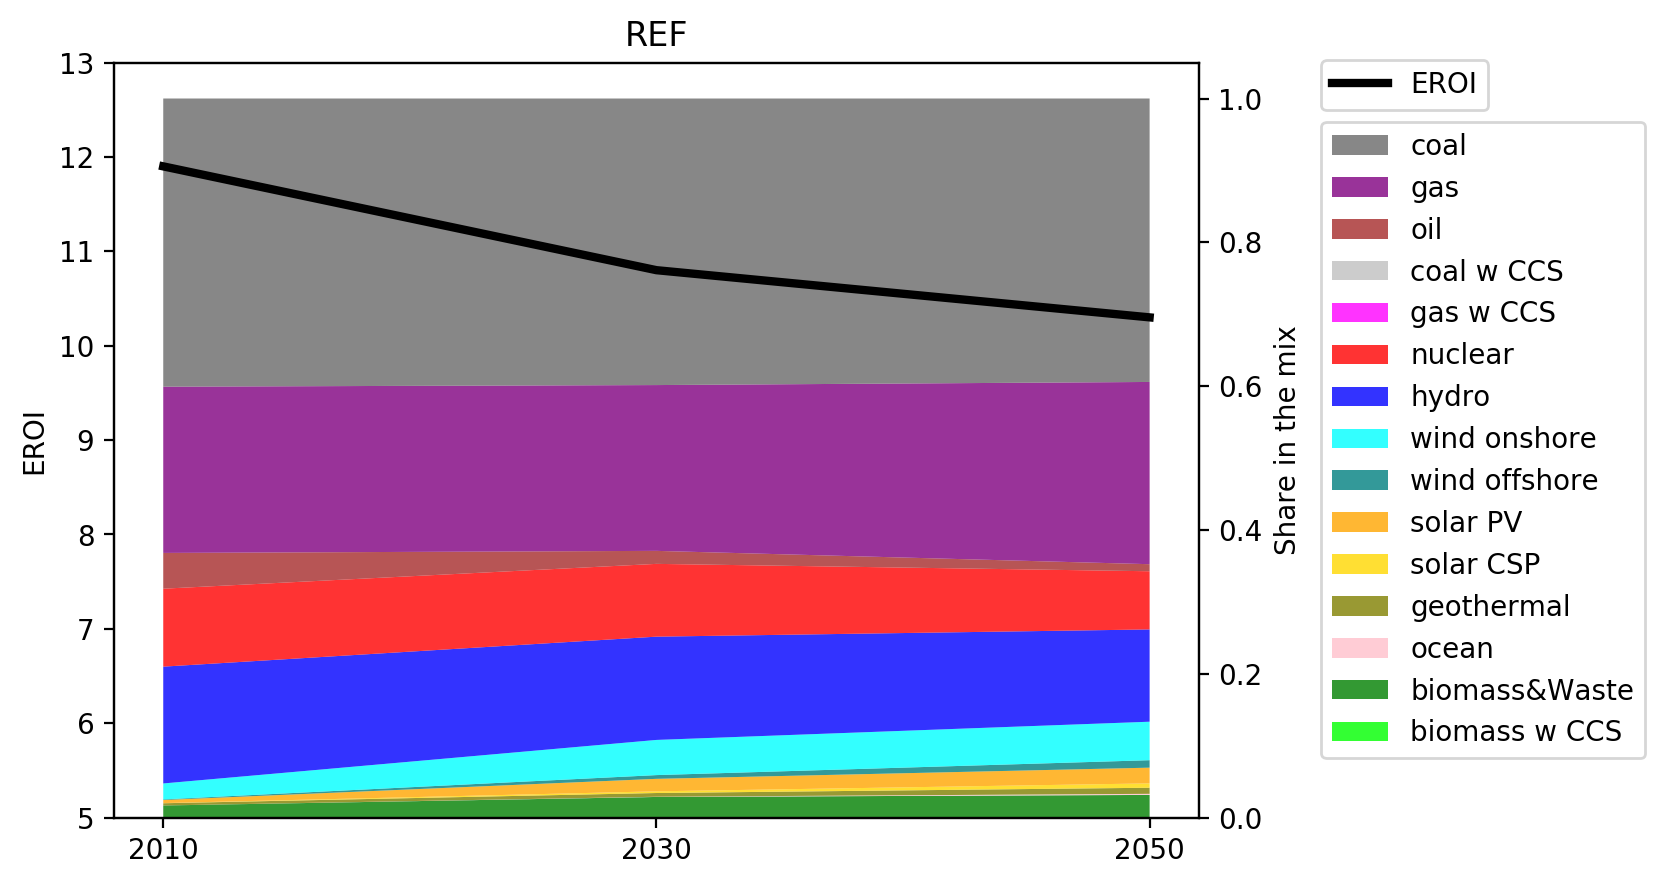 REF
EROI
13
12
11
10
9
8
7
6
5
2010
2030
2050
1.0
0.8
0.6
0.4
0.2
0.0
Share in the mix
EROI
coal
gas
oil
coal w CCS
gas w CCS
nuclear
hydro
wind onshore
wind offshore
solar PV
solar CSP
geothermal
ocean
biomass&Waste
biomass w CCS